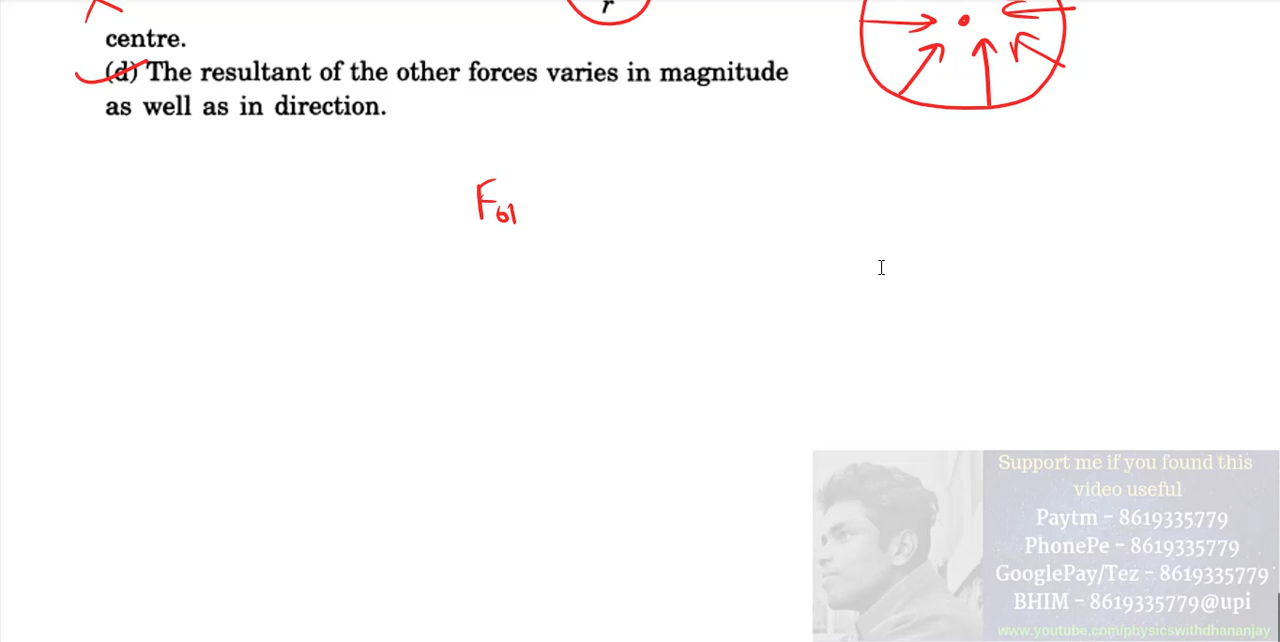 r
centre.
(d) The resultant of the other forces varies in magnitude
as well as in direction.
F61
Support me if you found this
video useful
Paytm - 8619335779
PhonePe - 8619335779
GooglePay/Tez - 8619335779
BHIM - 8619335779@upi
www.youtube.com/physicswithdhananjay